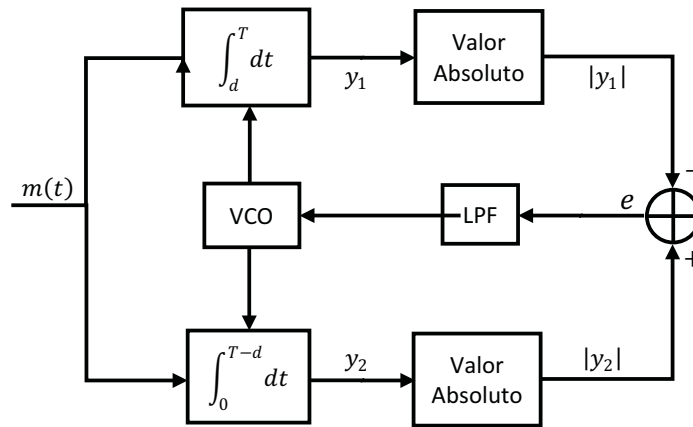 ∫_d^T dt
y₁
Valor
Absoluto
|y₁|
−
m(t)
VCO
LPF
e
+
∫_0^{T−d} dt
y₂
Valor
Absoluto
|y₂|